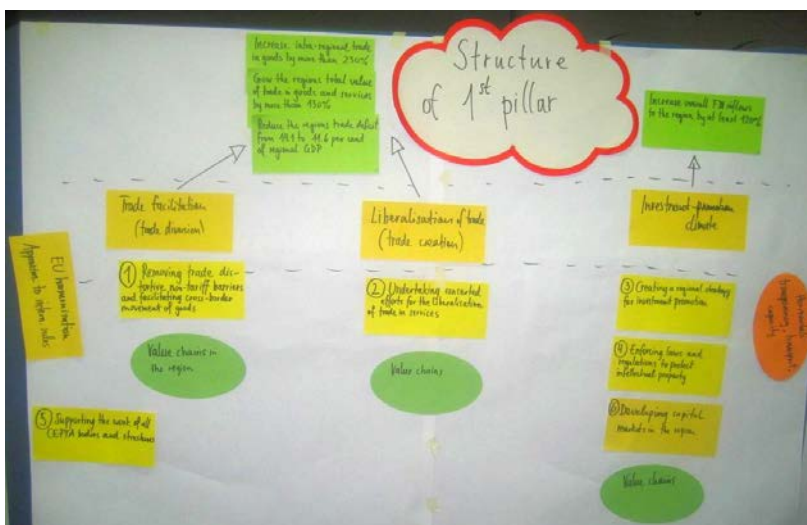 Structure
of 1st pillar
Increase intra-regional trade
in goods by more than 230%
Grow the regions total value
of trade in goods and services
by more than 130%
Reduce the regions trade deficit
from 19.1 to 11.6 per cent
of regional GDP
Increase overall FDI inflows
to the region by at least 120%
Trade facilitation
(trade diversion)
Liberalisation of trade
(trade creation)
Investment-promotion
climate
EU harmonisation
rules
① Removing trade dis-
tortive non-tariff barriers
and facilitating cross-border
movement of goods
② Undertaking concerted
efforts for the liberalisation
of trade in services
③ Creating a regional strategy
for investment promotion
④ Enforcing laws and
regulations to protect
intellectual property
⑥ Developing capital
markets in the region
Value chains in
the region
Value chains
Value chains
⑤ Supporting the work of all
CEFTA bodies and structures
transparency
capacity